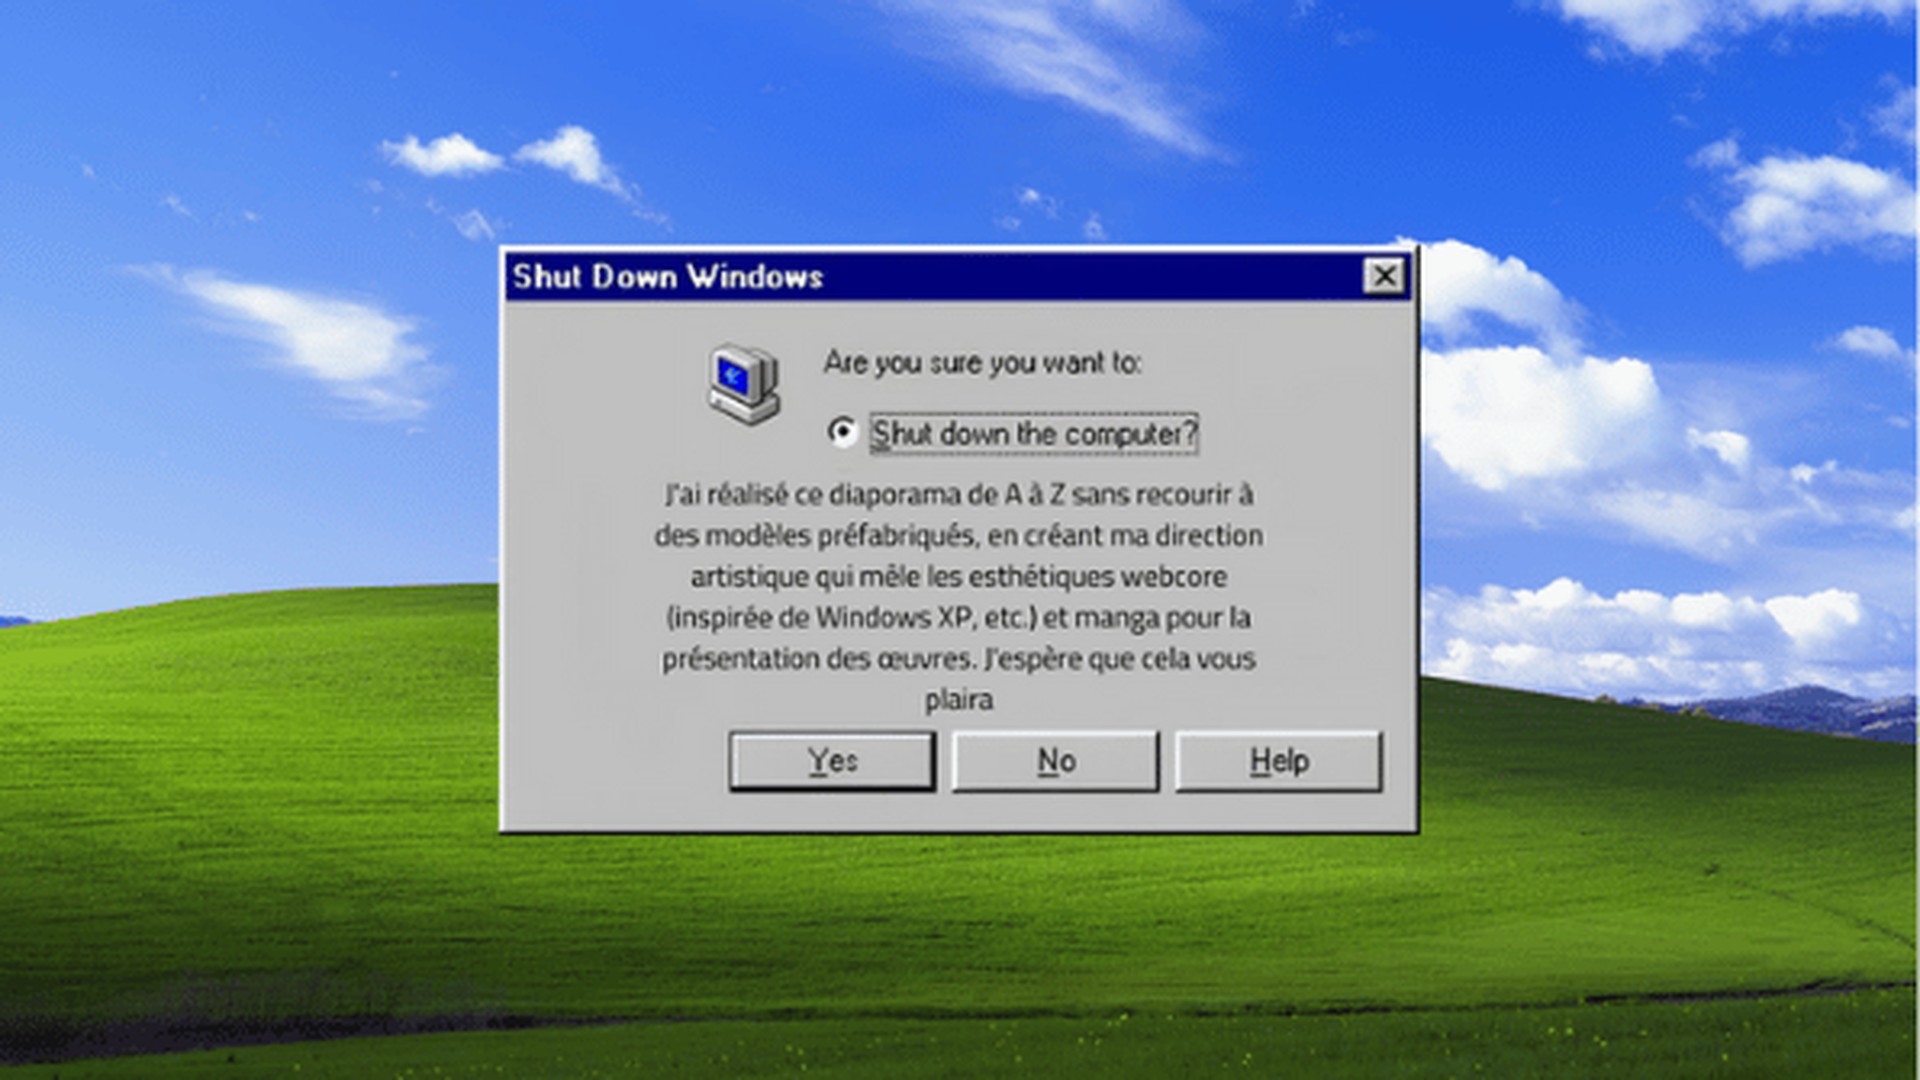 Shut Down Windows
Are you sure you want to:
Shut down the computer?
J'ai réalisé ce diaporama de A à Z sans recourir à
des modèles préfabriqués, en créant ma direction
artistique qui mêle les esthétiques webcore
(inspirée de Windows XP, etc.) et manga pour la
présentation des œuvres. J'espère que cela vous
plaira
Yes
No
Help